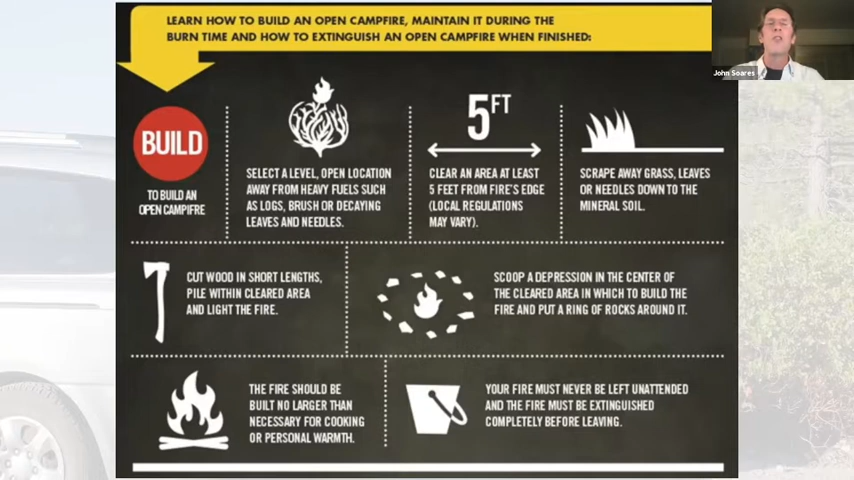 LEARN HOW TO BUILD AN OPEN CAMPFIRE, MAINTAIN IT DURING THE
BURN TIME AND HOW TO EXTINGUISH AN OPEN CAMPFIRE WHEN FINISHED:
John Soares
BUILD
TO BUILD AN
OPEN CAMPFIRE
SELECT A LEVEL, OPEN LOCATION
AWAY FROM HEAVY FUELS SUCH
AS LOGS, BRUSH OR DECAYING
LEAVES AND NEEDLES.
5FT
CLEAR AN AREA AT LEAST
5 FEET FROM FIRE'S EDGE
(LOCAL REGULATIONS
MAY VARY).
SCRAPE AWAY GRASS, LEAVES
OR NEEDLES DOWN TO THE
MINERAL SOIL.
CUT WOOD IN SHORT LENGTHS,
PILE WITHIN CLEARED AREA
AND LIGHT THE FIRE.
SCOOP A DEPRESSION IN THE CENTER OF
THE CLEARED AREA IN WHICH TO BUILD THE
FIRE AND PUT A RING OF ROCKS AROUND IT.
THE FIRE SHOULD BE
BUILT NO LARGER THAN
NECESSARY FOR COOKING
OR PERSONAL WARMTH.
YOUR FIRE MUST NEVER BE LEFT UNATTENDED
AND THE FIRE MUST BE EXTINGUISHED
COMPLETELY BEFORE LEAVING.